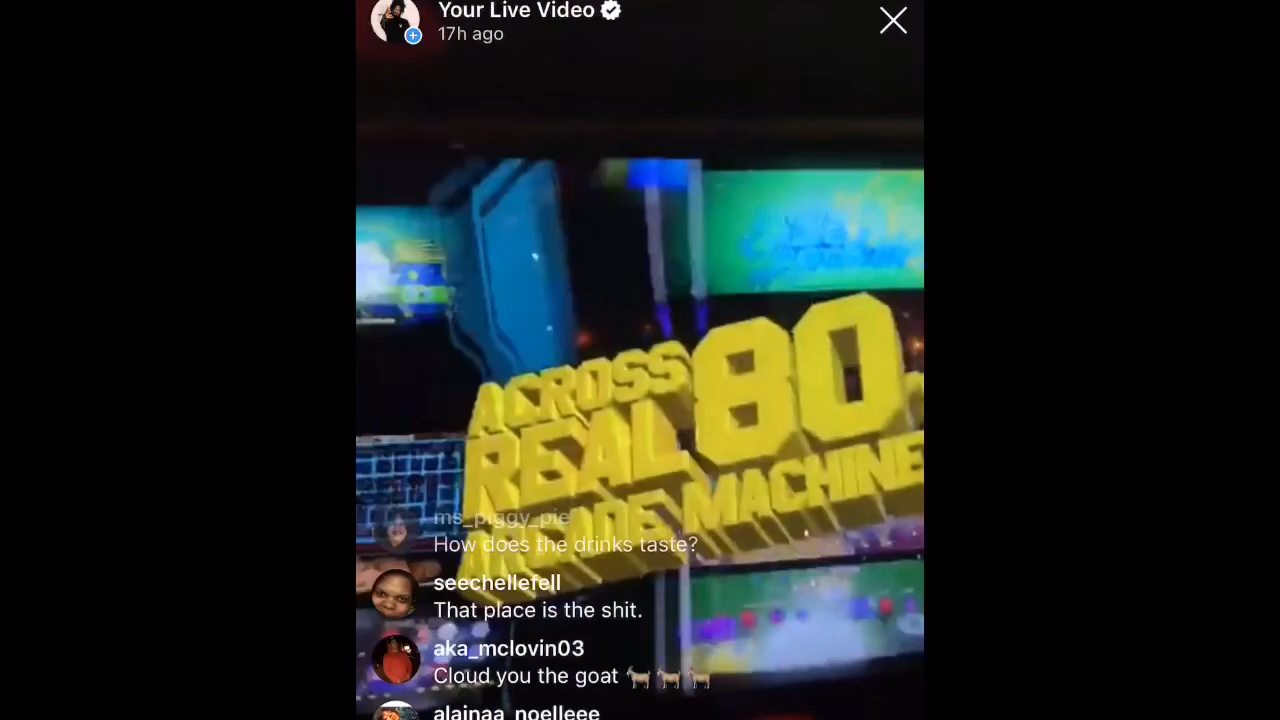 Your Live Video
17h ago
ACROSS
REAL 80
ARCADE MACHINE
ms_piggy_pie
How does the drinks taste?
seechellefell
That place is the shit.
aka_mclovin03
Cloud you the goat 🐐🐐🐐
alainaa_noelleee